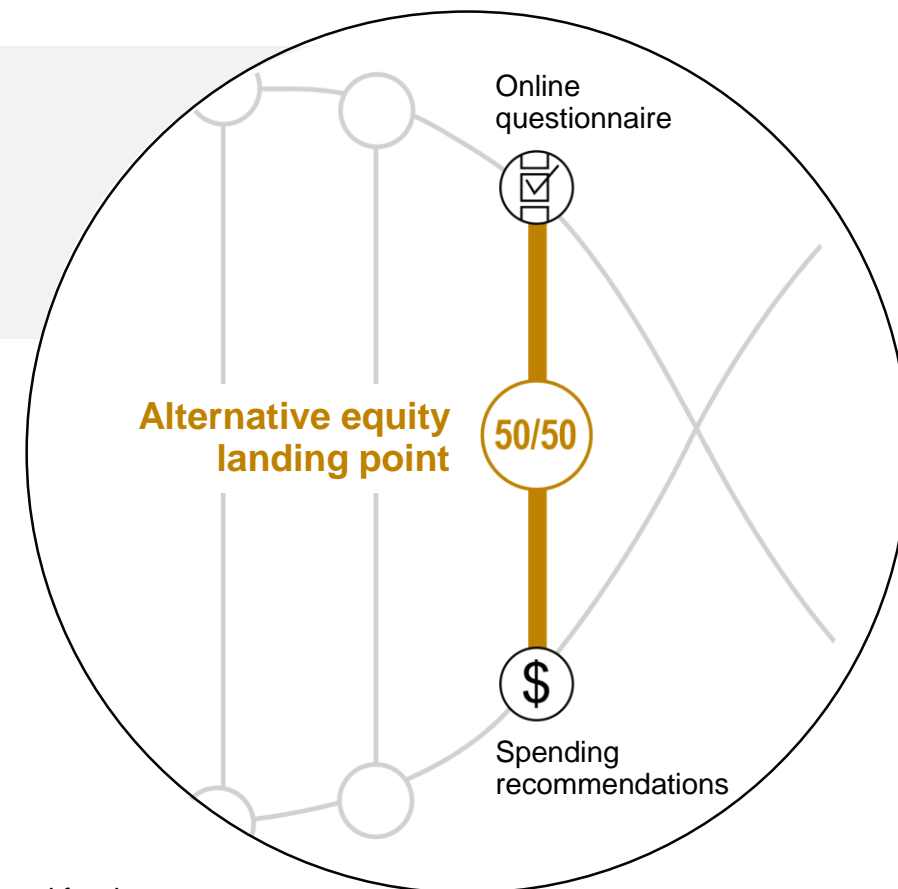 Online
questionnaire
Alternative equity
landing point
50/50
$
Spending
recommendations